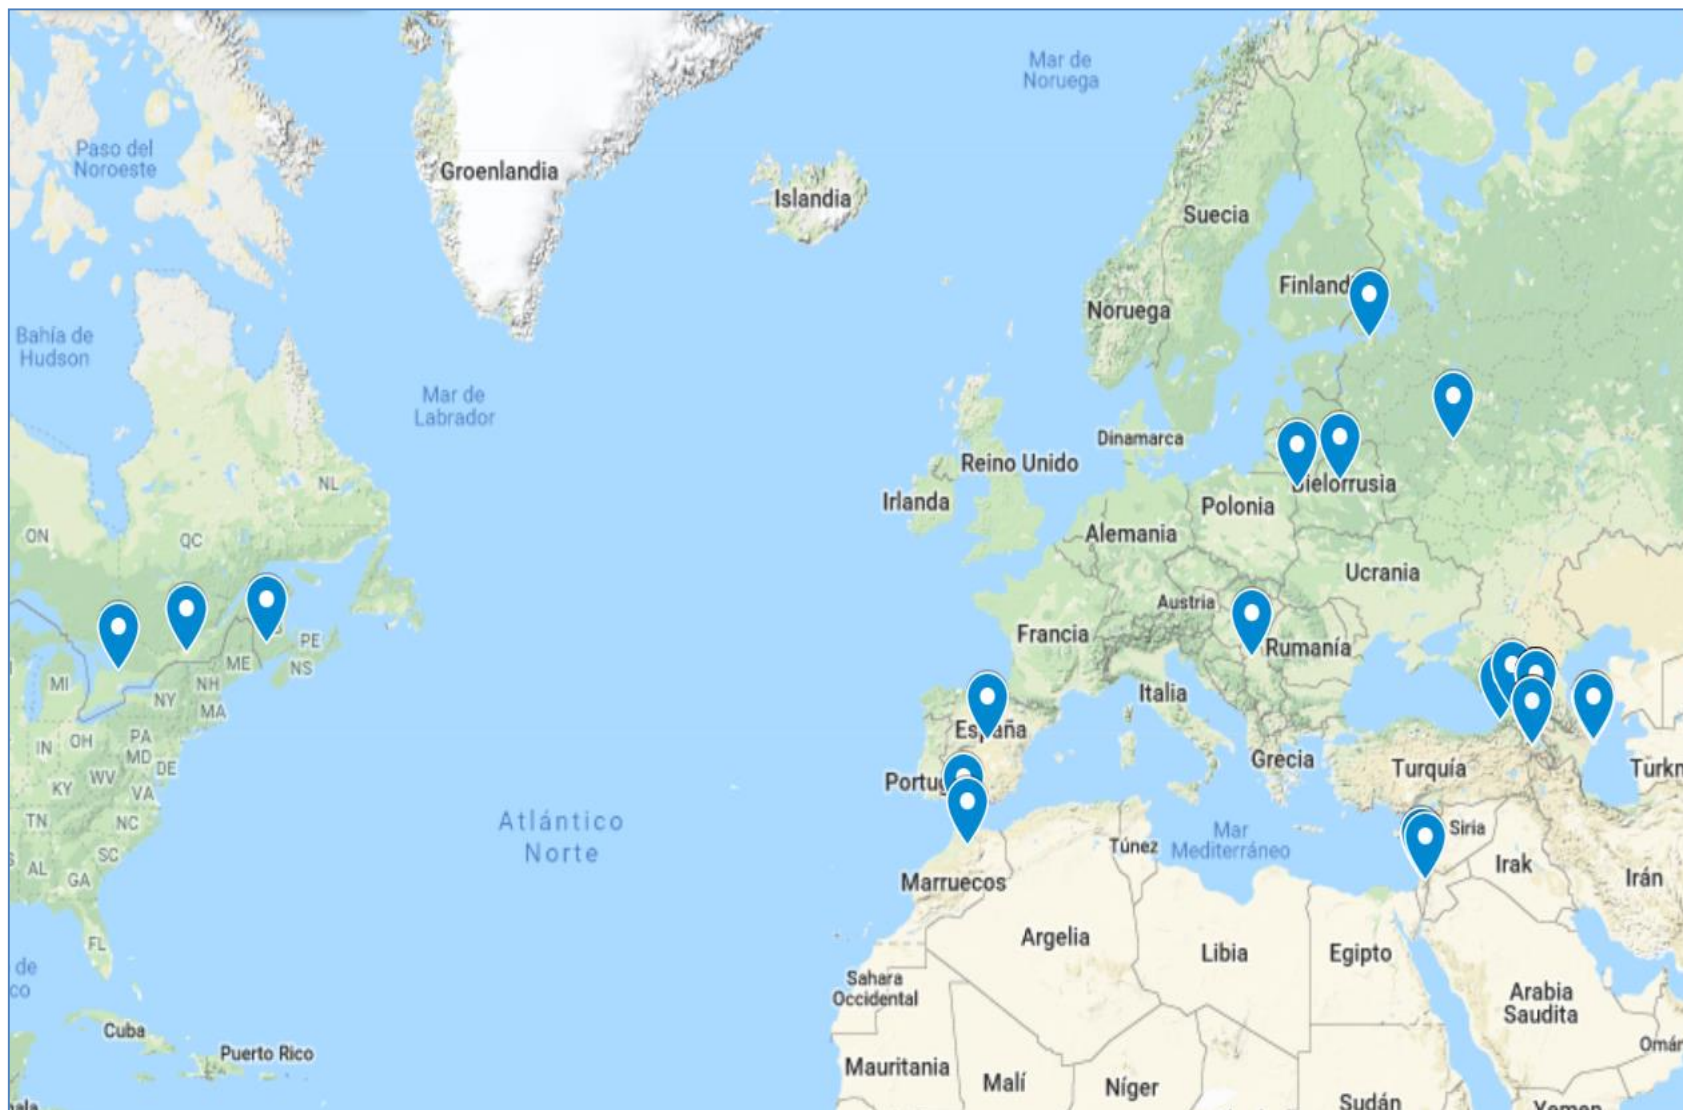 Mar de
Noruega
Paso del
Noroeste
Groenlandia
Islandia
Suecia
Finland
Noruega
Bahía de
Hudson
Mar de
Labrador
Dinamarca
Reino Unido
Irlanda
NL
Bielorrusia
Polonia
Alemania
ON
QC
Ucrania
Austria
Francia
Rumanía
PE
ME
NS
MI
NH
NY
MA
Italia
España
PA
OH
IN
MD
DE
Grecia
Turquía
Türkn
WV
KY
VA
Portug
TN
NC
Atlántico
Norte
Mar
Mediterráneo
Siria
Túnez
SC
AL
GA
Irak
Irán
Marruecos
FL
Argelia
Libia
Egipto
de
co
Sahara
Occidental
Arabia
Saudita
Cuba
Omán
Puerto Rico
Mauritania
Malí
Níger
Sudán
Yemen